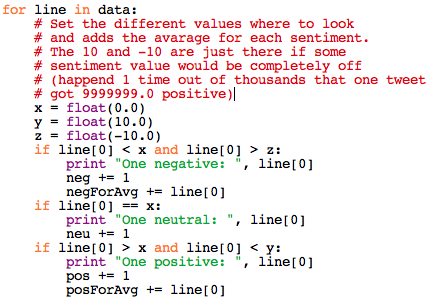 for line in data:
    # Set the different values where to look
    # and adds the avarage for each sentiment.
    # The 10 and -10 are just there if some
    # sentiment value would be completely off
    # (happend 1 time out of thousands that one tweet
    # got 9999999.0 positive)
    x = float(0.0)
    y = float(10.0)
    z = float(-10.0)
    if line[0] < x and line[0] > z:
        print "One negative: ", line[0]
        neg += 1
        negForAvg += line[0]
    if line[0] == x:
        print "One neutral: ", line[0]
        neu += 1
    if line[0] > x and line[0] < y:
        print "One positive: ", line[0]
        pos += 1
        posForAvg += line[0]